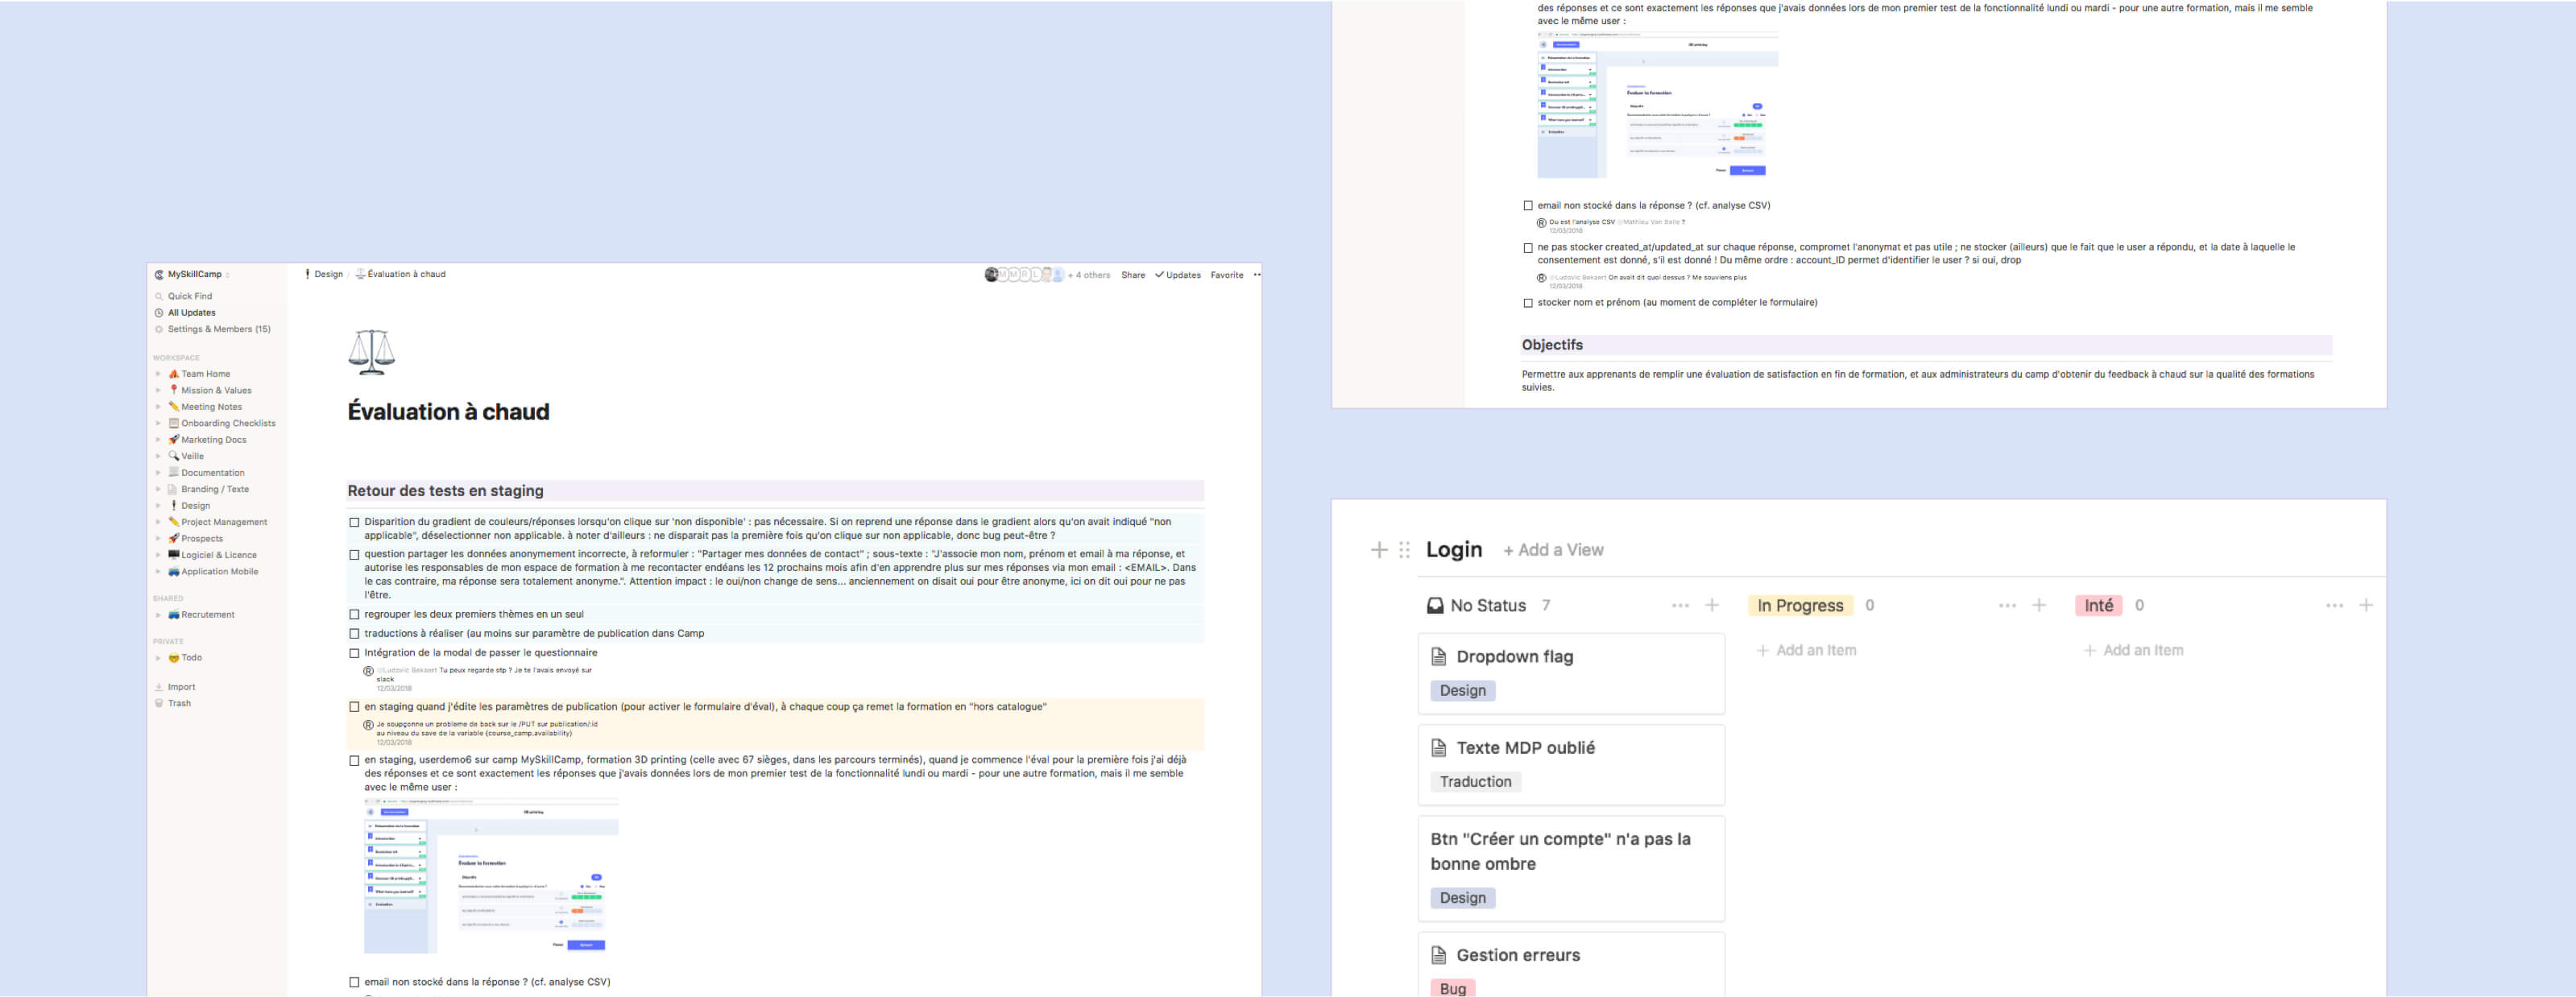 MySkillCamp
Quick Find
All Updates
Settings & Members (15)
WORKSPACE
Team Home
Mission & Values
Meeting Notes
Onboarding Checklists
Marketing Docs
Veille
Documentation
Branding / Texte
Design
Project Management
Prospects
Logiciel & Licence
Application Mobile
SHARED
Recrutement
PRIVATE
Todo
Import
Trash
Design / Évaluation à chaud
M M R L + 4 others Share Updates Favorite
Évaluation à chaud
Retour des tests en staging
Disparition du gradient de couleurs/réponses lorsqu'on clique sur 'non disponible' : pas nécessaire. Si on reprend une réponse dans le gradient alors qu'on avait indiqué "non
applicable", déselectionner non applicable. à noter d'ailleurs : ne disparait pas la première fois qu'on clique sur non applicable, donc bug peut-être ?
question partager les données anonymement incorrecte, à reformuler : "Partager mes données de contact" ; sous-texte : "J'associe mon nom, prénom et email à ma réponse, et
autorise les responsables de mon espace de formation à me recontacter endéans les 12 prochains mois afin d'en apprendre plus sur mes réponses via mon email : <EMAIL>. Dans
le cas contraire, ma réponse sera totalement anonyme.". Attention impact : le oui/non change de sens... anciennement on disait oui pour être anonyme, ici on dit oui pour ne pas
l'être.
regrouper les deux premiers thèmes en un seul
traductions à réaliser (au moins sur paramètre de publication dans Camp
Intégration de la modal de passer le questionnaire
R @Ludovic Bekaert Tu peux regarde stp ? Je te l'avais envoyé sur
slack
12/03/2018
en staging quand j'édite les paramètres de publication (pour activer le formulaire d'éval), à chaque coup ça remet la formation en "hors catalogue"
R Je soupçonne un probleme de back sur le /PUT sur publication/:id
au niveau du save de la variable (course_camp.availability)
12/03/2018
en staging, userdemo6 sur camp MySkillCamp, formation 3D printing (celle avec 67 sièges, dans les parcours terminés), quand je commence l'éval pour la première fois j'ai déjà
des réponses et ce sont exactement les réponses que j'avais données lors de mon premier test de la fonctionnalité lundi ou mardi - pour une autre formation, mais il me semble
avec le même user :
3D printing
Évaluer la formation
email non stocké dans la réponse ? (cf. analyse CSV)
des réponses et ce sont exactement les réponses que j'avais données lors de mon premier test de la fonctionnalité lundi ou mardi - pour une autre formation, mais il me semble
avec le même user :
3D printing
Évaluer la formation
email non stocké dans la réponse ? (cf. analyse CSV)
R Ou est l'analyse CSV @Mathieu Van Belle ?
12/03/2018
ne pas stocker created_at/updated_at sur chaque réponse, compromet l'anonymat et pas utile ; ne stocker (ailleurs) que le fait que le user a répondu, et la date à laquelle le
consentement est donné, s'il est donné ! Du même ordre : account_ID permet d'identifier le user ? si oui, drop
R @Ludovic Bekaert On avait dit quoi dessus ? Me souviens plus
12/03/2018
stocker nom et prénom (au moment de compléter le formulaire)
Objectifs
Permettre aux apprenants de remplir une évaluation de satisfaction en fin de formation, et aux administrateurs du camp d'obtenir du feedback à chaud sur la qualité des formations
suivies.
Login + Add a View
No Status 7
Dropdown flag
Design
Texte MDP oublié
Traduction
Btn "Créer un compte" n'a pas la
bonne ombre
Design
Gestion erreurs
Bug
In Progress 0
+ Add an Item
Inté 0
+ Add an Item